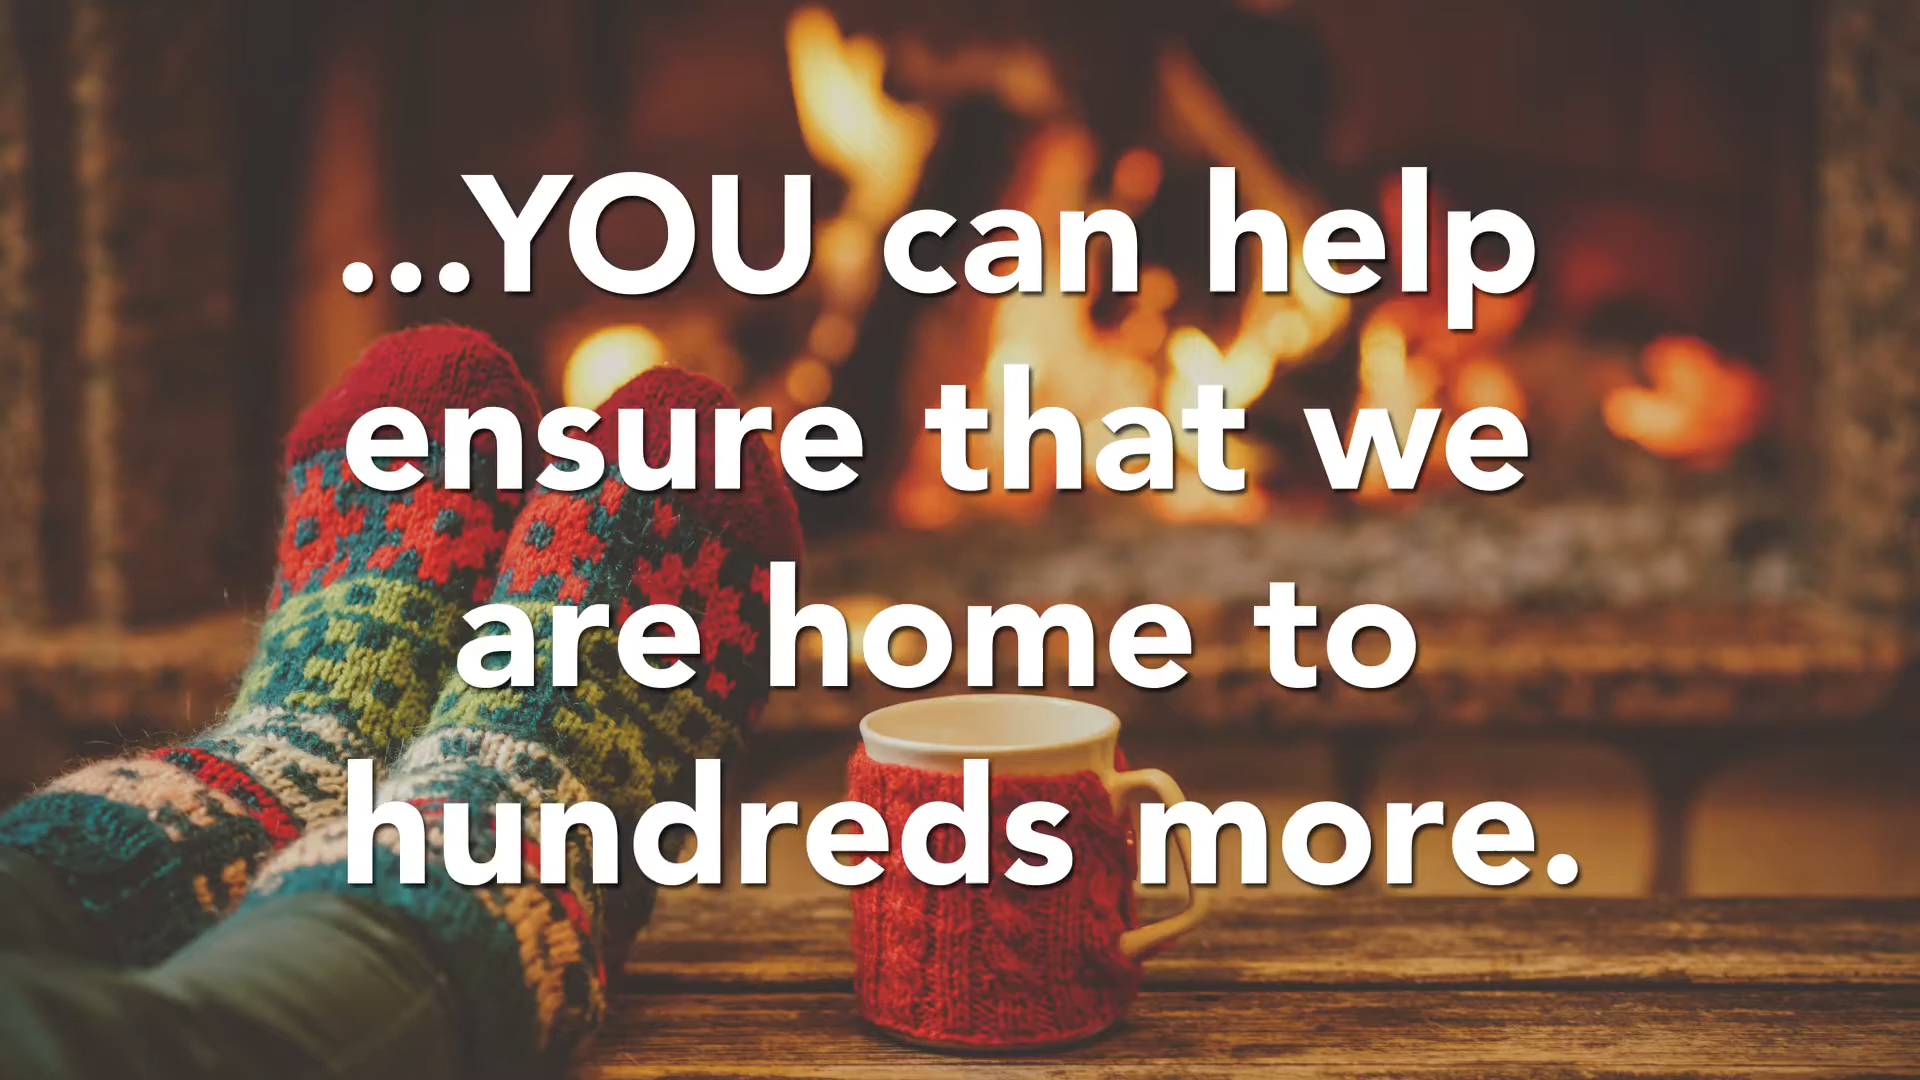 ...YOU can help
ensure that we
are home to
hundreds more.